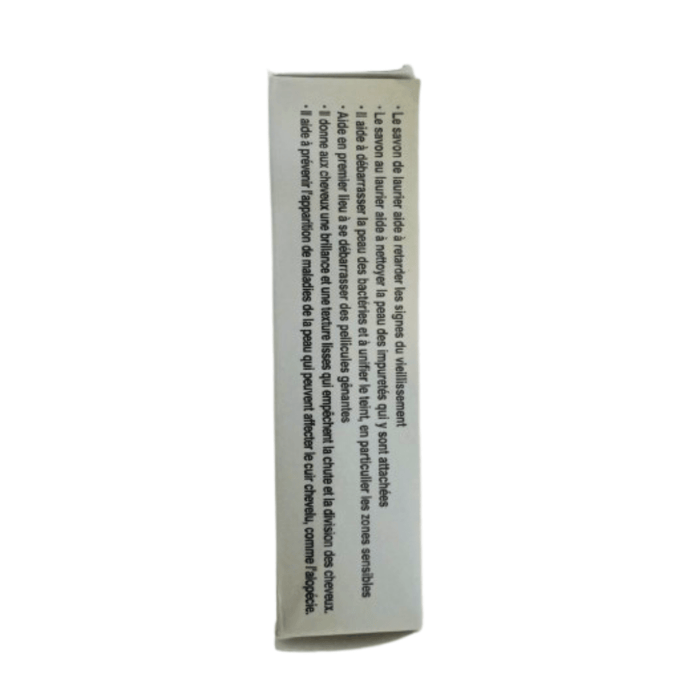 • Le savon de laurier aide à retarder les signes du vieillissement
• Le savon au laurier aide à nettoyer la peau des impuretés qui y sont attachées
• Il aide à débarrasser la peau des bactéries et à unifier le teint, en particulier les zones sensibles
• Aide en premier lieu à se débarrasser des pellicules gênantes
• Il donne aux cheveux une brillance et une texture lisses qui empêchent la chute et la division des cheveux.
• Il aide à prévenir l'apparition de maladies de la peau qui peuvent affecter le cuir chevelu, comme l'alopécie.